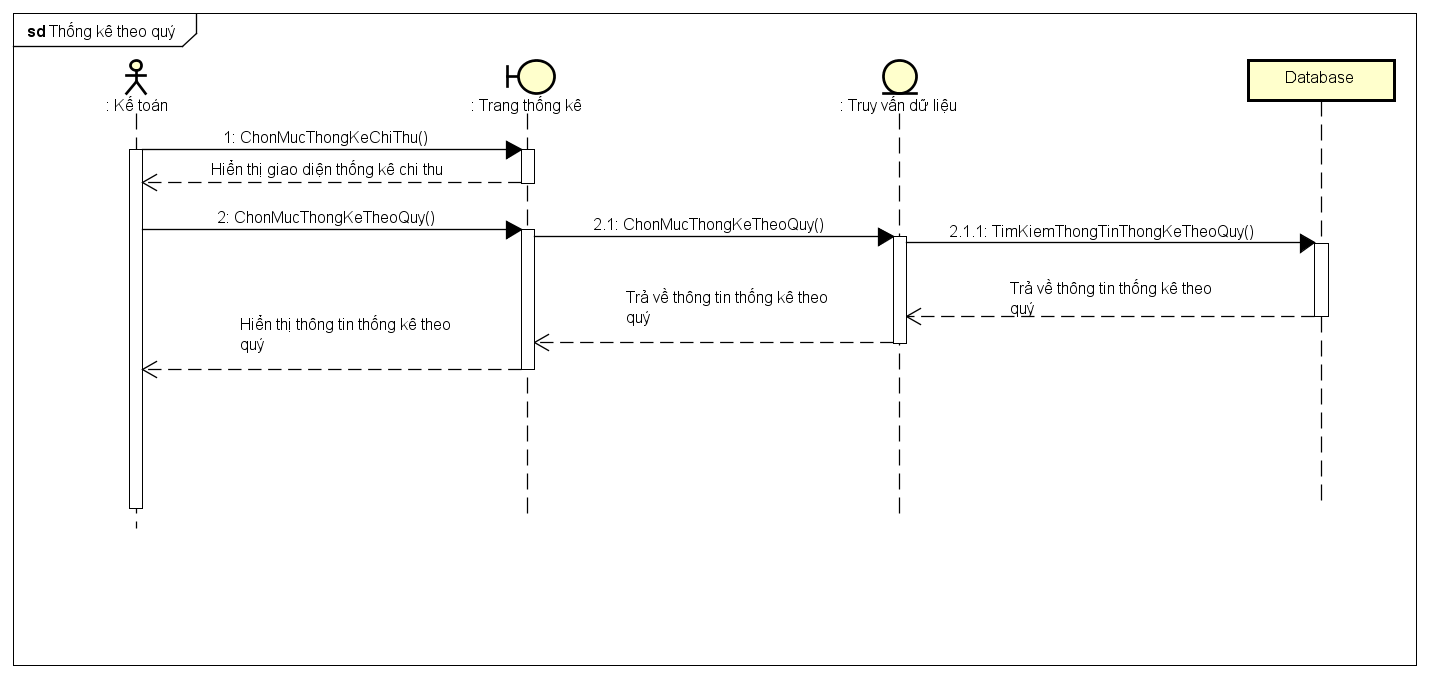 sd Thống kê theo quý
: Kế toán
: Trang thống kê
: Truy vấn dữ liệu
Database
1: ChonMucThongKeChiThu()
Hiển thị giao diện thống kê chi thu
2: ChonMucThongKeTheoQuy()
2.1: ChonMucThongKeTheoQuy()
2.1.1: TimKiemThongTinThongKeTheoQuy()
Trả về thông tin thống kê theo
quý
Trả về thông tin thống kê theo
quý
Hiển thị thông tin thống kê theo
quý